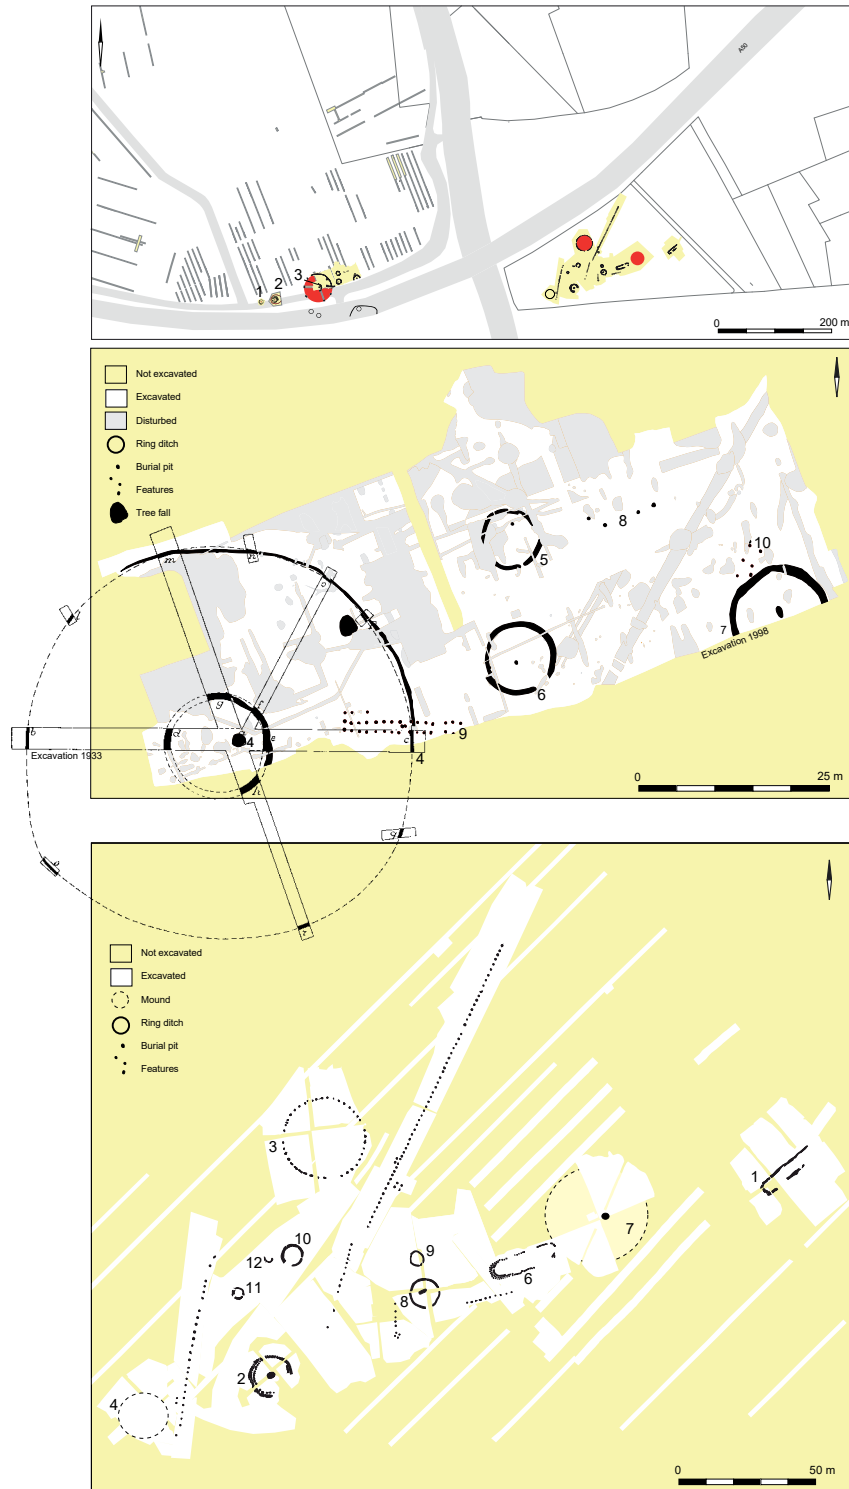 A50
3
2
1
0 200 m
Not excavated
Excavated
Disturbed
Ring ditch
Burial pit
Features
Tree fall
8
10
5
m
n
o
p
7
Excavation 1998
6
g
f
9
b
d
4
e
c
Excavation 1933
4
h
0 25 m
q
Not excavated
Excavated
Mound
Ring ditch
Burial pit
Features
3
1
7
10
9
12
6
11
8
2
4
0 50 m